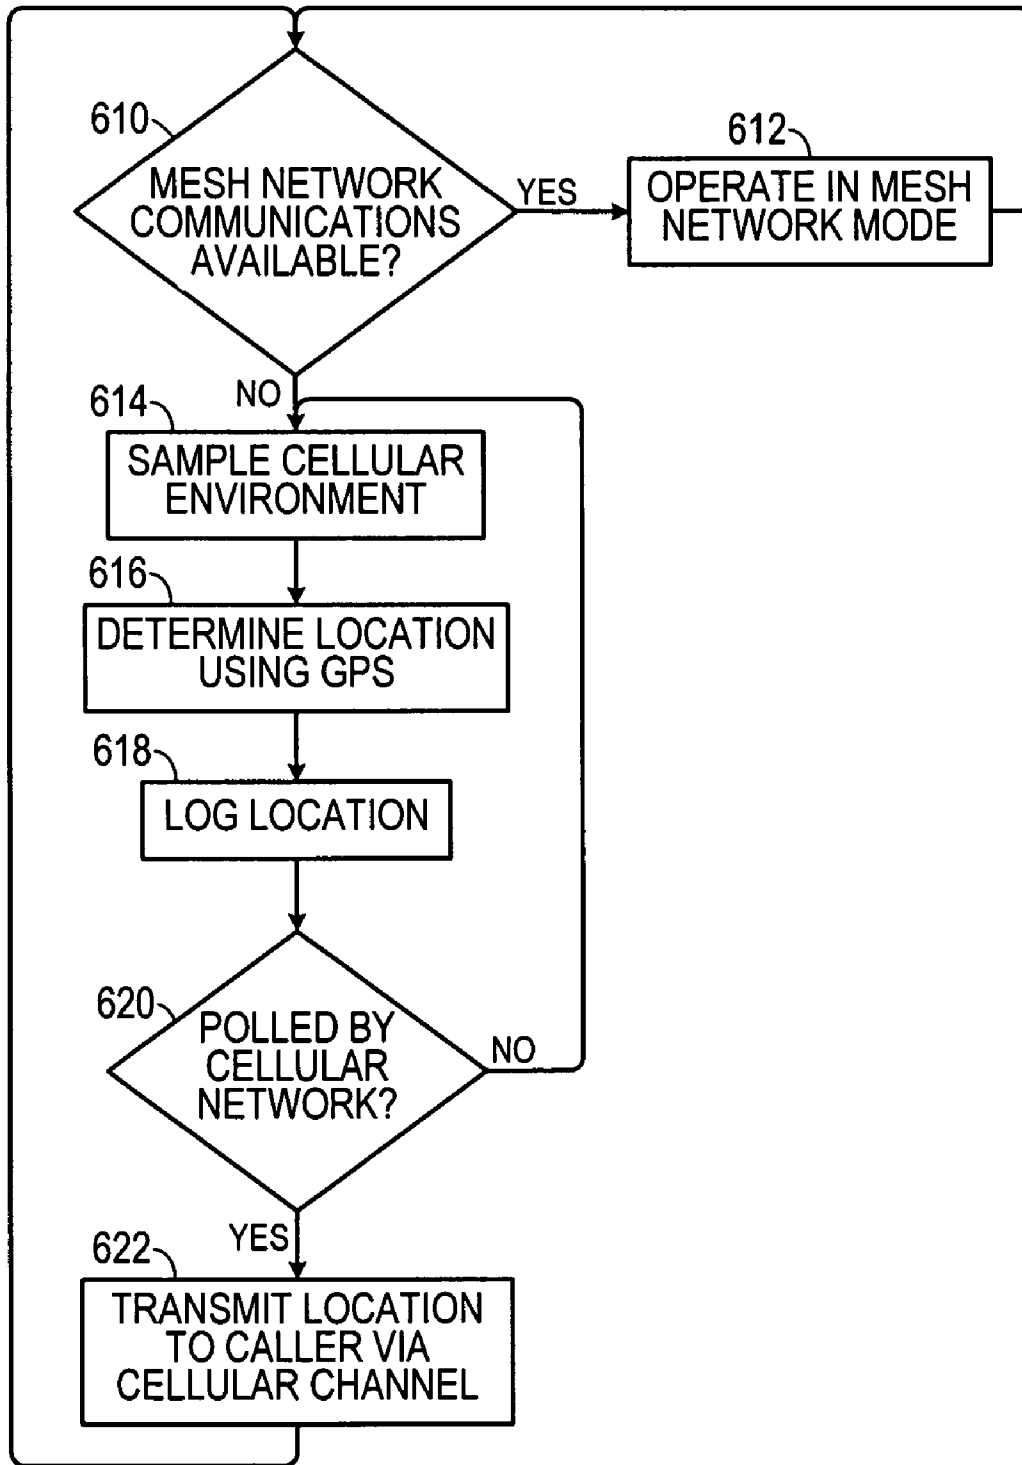 610
MESH NETWORK
COMMUNICATIONS
AVAILABLE?
YES
612
OPERATE IN MESH
NETWORK MODE
NO
614
SAMPLE CELLULAR
ENVIRONMENT
616
DETERMINE LOCATION
USING GPS
618
LOG LOCATION
620
POLLED BY
CELLULAR
NETWORK?
NO
YES
622
TRANSMIT LOCATION
TO CALLER VIA
CELLULAR CHANNEL